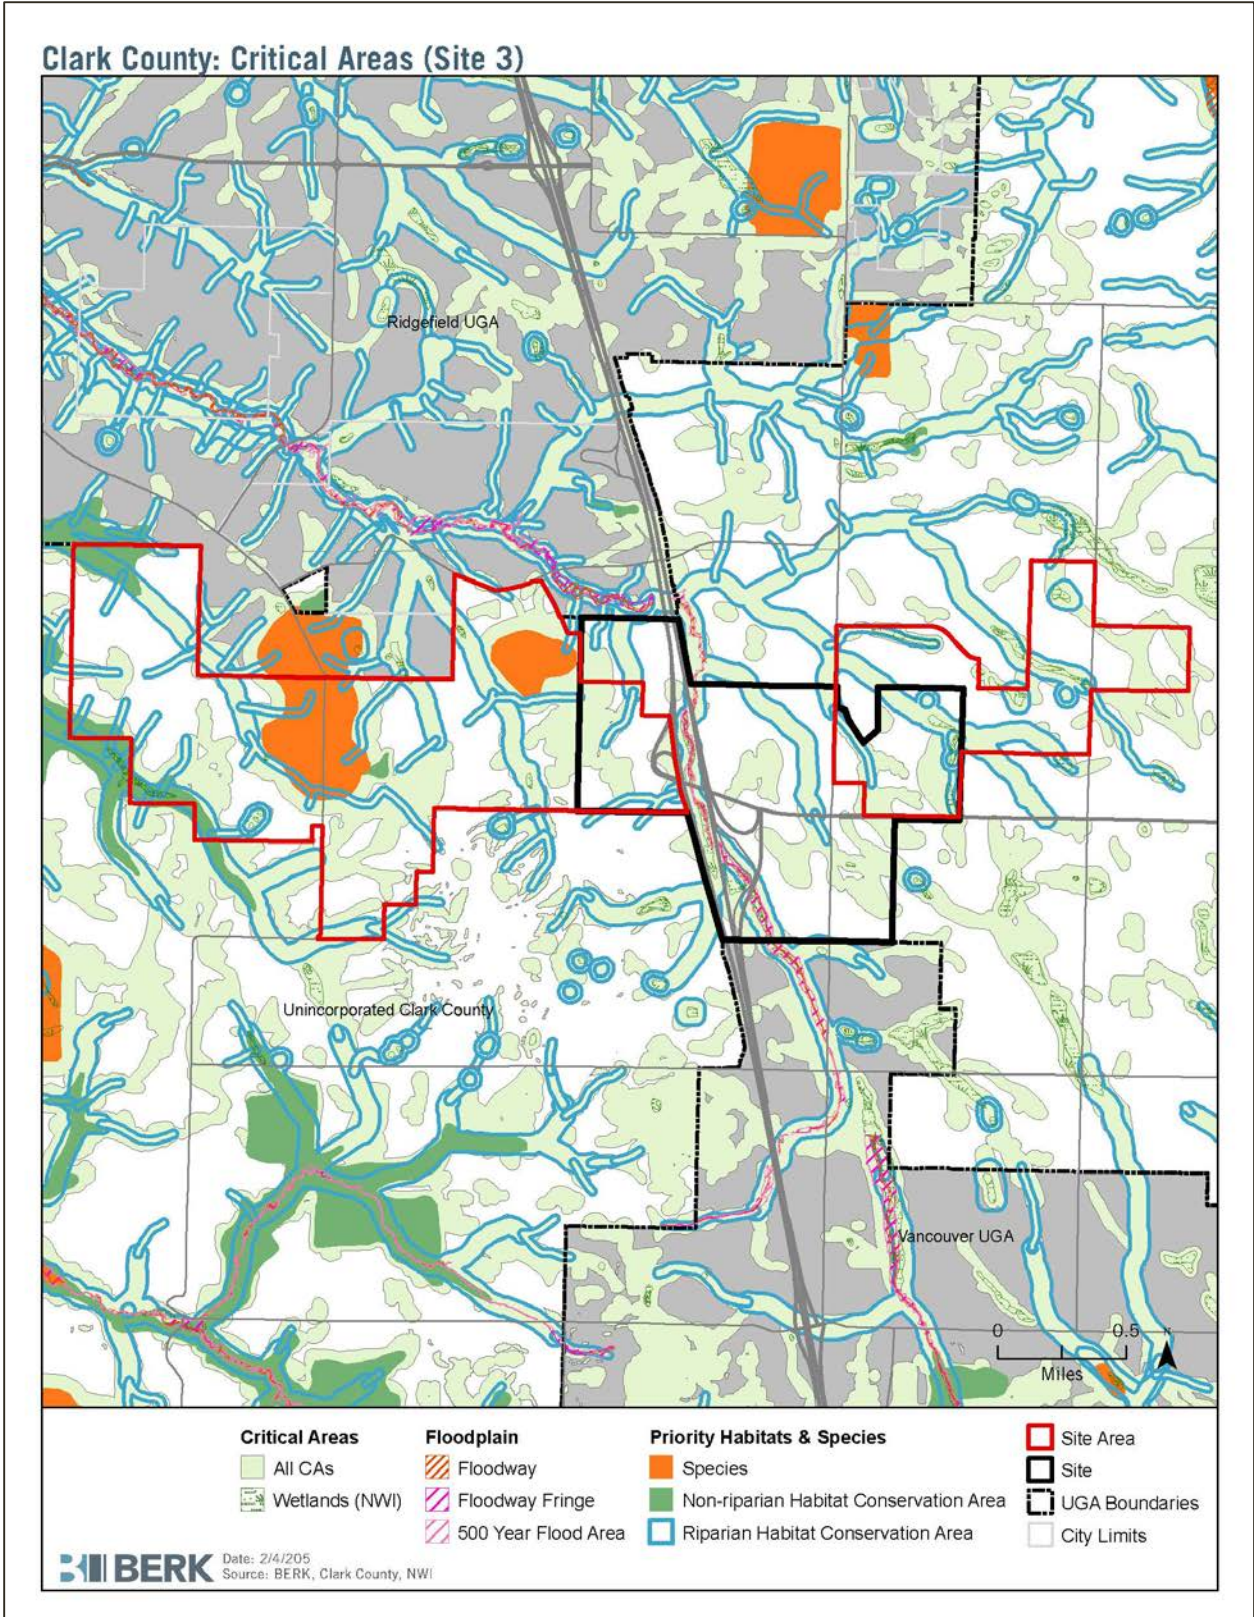 Clark County: Critical Areas (Site 3)
Ridgefield UGA
Unincorporated Clark County
Vancouver UGA
0 0.5 N
Miles
Critical Areas
All CAs
Wetlands (NWI)
Floodplain
Floodway
Floodway Fringe
500 Year Flood Area
Priority Habitats & Species
Species
Non-riparian Habitat Conservation Area
Riparian Habitat Conservation Area
Site Area
Site
UGA Boundaries
City Limits
BERK
Date: 2/4/205
Source: BERK, Clark County, NWI